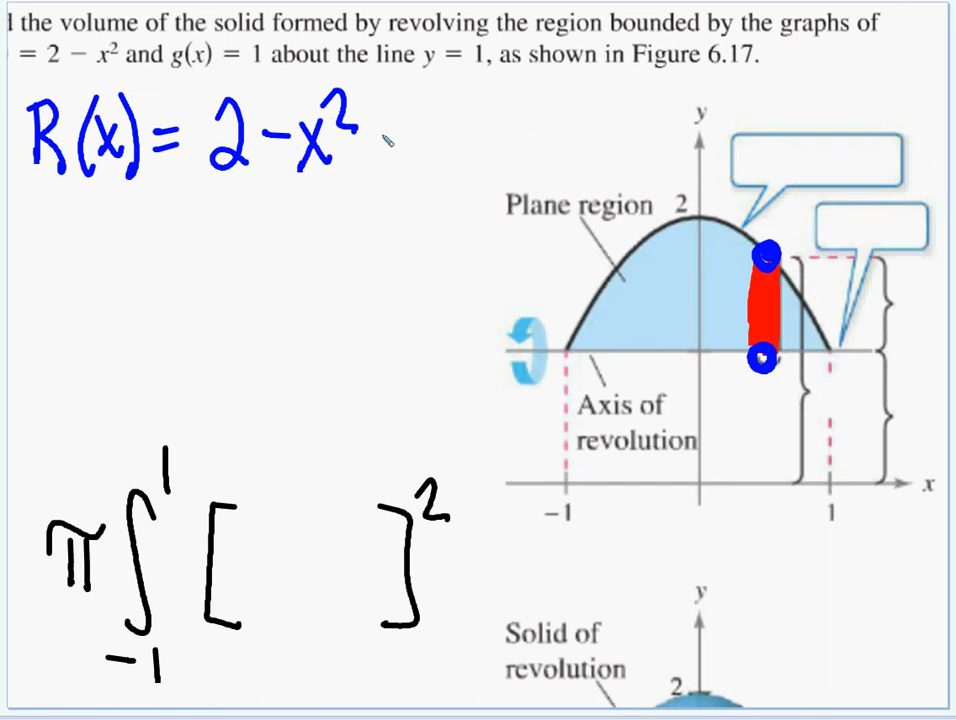 the volume of the solid formed by revolving the region bounded by the graphs of
= 2 − x² and g(x) = 1 about the line y = 1, as shown in Figure 6.17.
R(x) = 2 - x²
y
Plane region
2
Axis of
revolution
x
-1
1
π ∫ 1 -1 [ ]²
y
Solid of
revolution
2